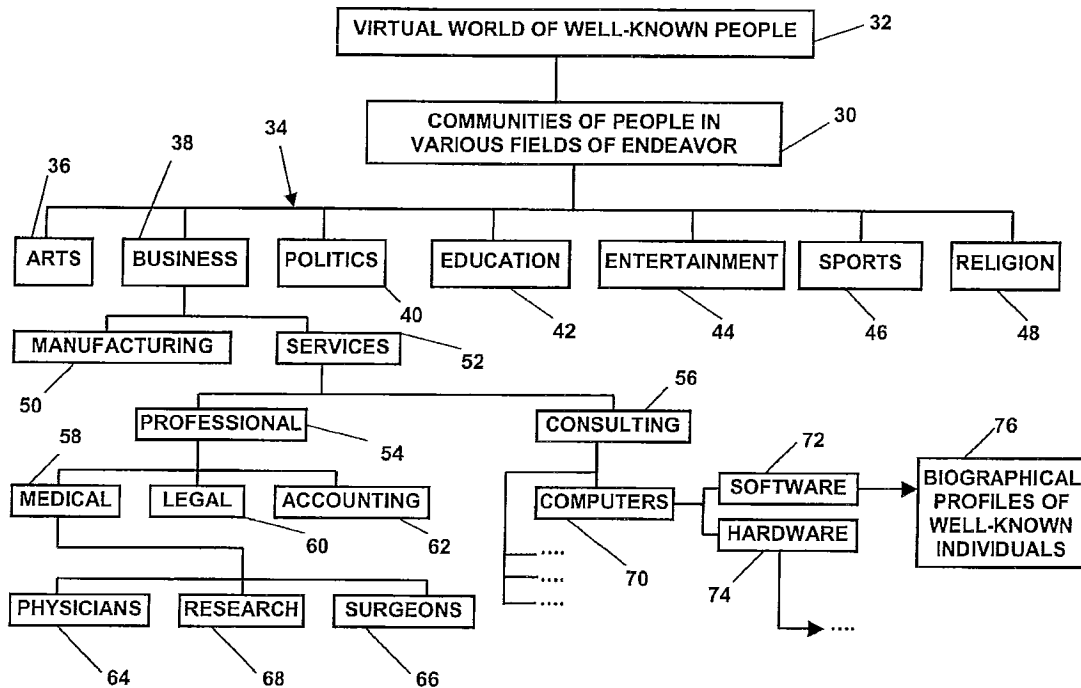 VIRTUAL WORLD OF WELL-KNOWN PEOPLE
32
COMMUNITIES OF PEOPLE IN
VARIOUS FIELDS OF ENDEAVOR
30
34
36
38
ARTS
BUSINESS
POLITICS
EDUCATION
ENTERTAINMENT
SPORTS
RELIGION
40
42
44
46
48
MANUFACTURING
SERVICES
52
50
56
PROFESSIONAL
CONSULTING
54
58
72
76
MEDICAL
LEGAL
ACCOUNTING
COMPUTERS
SOFTWARE
HARDWARE
BIOGRAPHICAL
PROFILES OF
WELL-KNOWN
INDIVIDUALS
60
62
70
74
....
....
....
....
PHYSICIANS
RESEARCH
SURGEONS
64
68
66